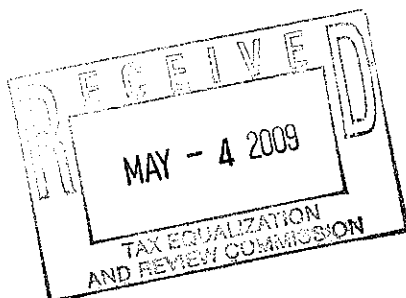 RECEIVED
MAY - 4 2009
TAX EQUALIZATION
AND REVIEW COMMISSION